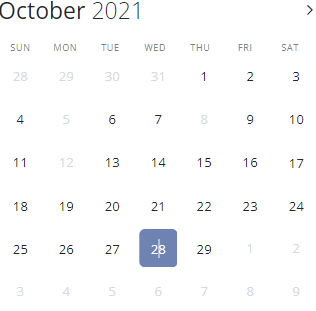 October 2021
SUN MON TUE WED THU FRI SAT
28 29 30 31 1 2 3
4 5 6 7 8 9 10
11 12 13 14 15 16 17
18 19 20 21 22 23 24
25 26 27 28 29 1 2
3 4 5 6 7 8 9